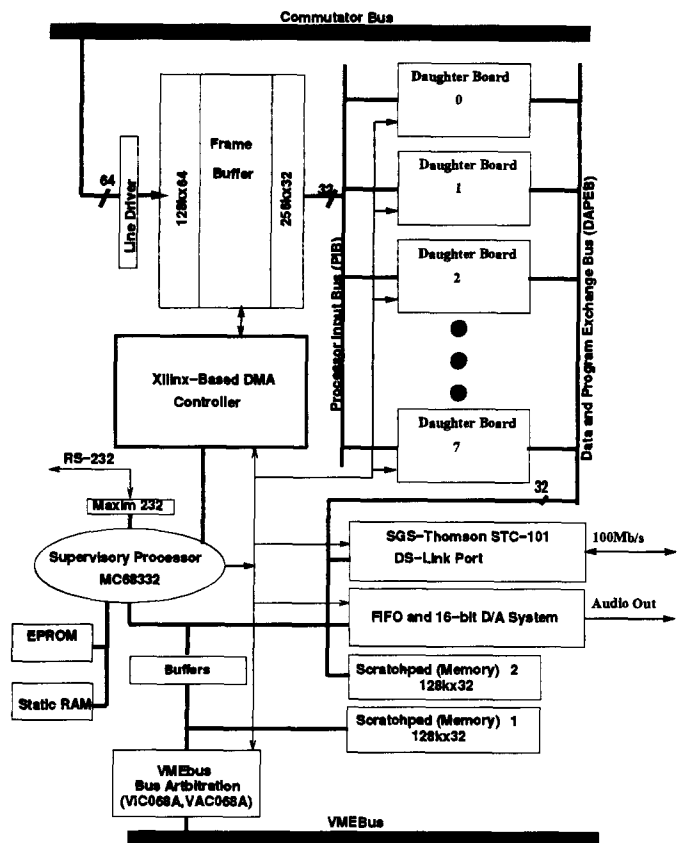 Commutator Bus
64
Line Driver
128kx64
Frame
Buffer
256kx32
32
Processor Input Bus (PIB)
Daughter Board
0
Daughter Board
1
Daughter Board
2
Daughter Board
7
Data and Program Exchange Bus (DAPEB)
Xilinx-Based DMA
Controller
RS-232
Maxim 232
Supervisory Processor
MC68332
EPROM
Static RAM
Buffers
32
SGS-Thomson STC-101
DS-Link Port
100Mb/s
FIFO and 16-bit D/A System
Audio Out
Scratchpad (Memory) 2
128kx32
Scratchpad (Memory) 1
128kx32
VMEbus
Bus Artbitration
(VIC068A,VAC068A)
VMEBus